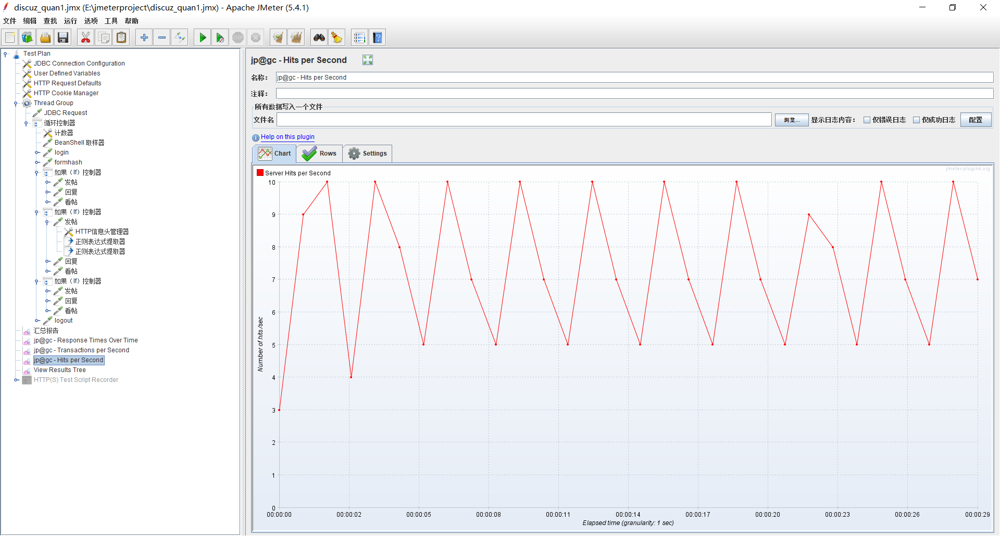 discuz_quan1.jmx (E:\jmeterproject\discuz_quan1.jmx) - Apache JMeter (5.4.1)
文件 编辑 查找 运行 选项 工具 帮助
STOP
Test Plan
JDBC Connection Configuration
User Defined Variables
HTTP Request Defaults
HTTP Cookie Manager
Thread Group
JDBC Request
循环控制器
计数器
BeanShell 取样器
login
formhash
如果（If）控制器
发帖
回复
看帖
如果（If）控制器
发帖
HTTP信息头管理器
正则表达式提取器
正则表达式提取器
回复
看帖
如果（If）控制器
发帖
回复
看帖
logout
汇总报告
jp@gc - Response Times Over Time
jp@gc - Transactions per Second
jp@gc - Hits per Second
View Results Tree
HTTP(S) Test Script Recorder
jp@gc - Hits per Second
名称： jp@gc - Hits per Second
注释：
所有数据写入一个文件
文件名 浏览... 显示日志内容： 仅错误日志 仅成功日志 配置
Help on this plugin
Chart Rows Settings
Server Hits per Second
jmeter-plugins.org
10
9
8
7
6
5
4
3
2
1
0
Number of hits /sec
00:00:00 00:00:02 00:00:05 00:00:08 00:00:11 00:00:14 00:00:17 00:00:20 00:00:23 00:00:26 00:00:29
Elapsed time (granularity: 1 sec)